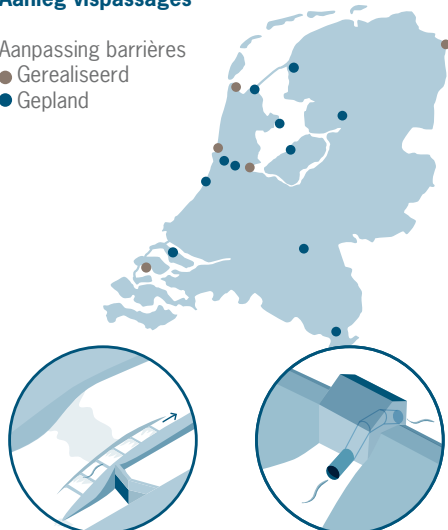 Aanleg vispassages
Aanpassing barrières
Gerealiseerd
Gepland